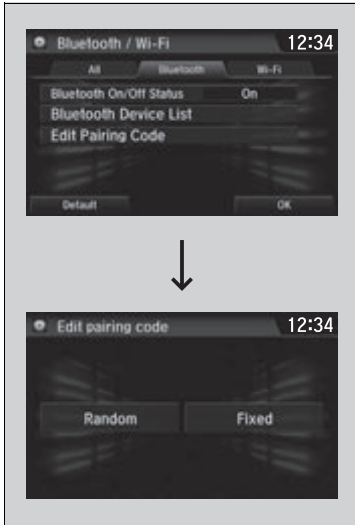 Bluetooth / Wi-Fi 12:34
All Bluetooth Wi-Fi
Bluetooth On/Off Status On
Bluetooth Device List
Edit Pairing Code
Default OK
Edit pairing code 12:34
Random Fixed